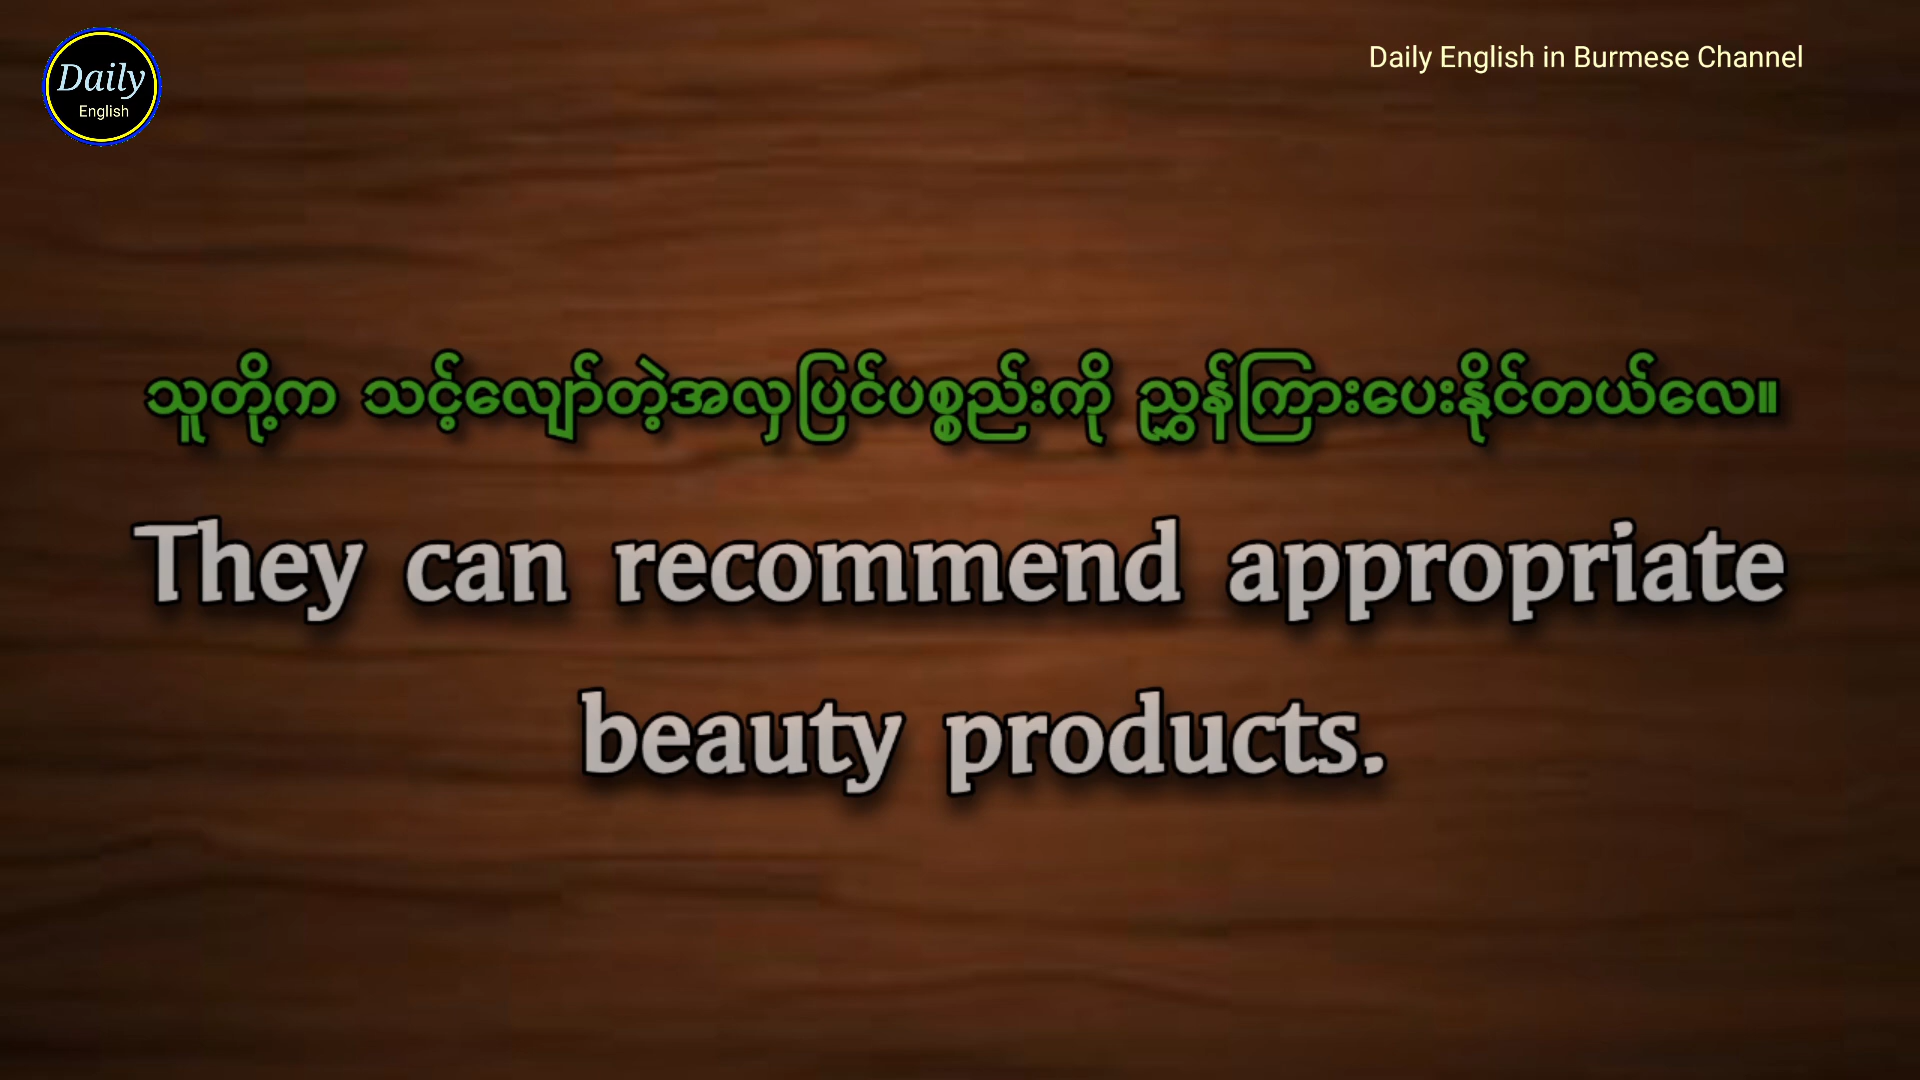 Daily
English
Daily English in Burmese Channel
သူတို့က သင့်လျော်တဲ့အလှပြင်ပစ္စည်းကို ညွှန်ကြားပေးနိုင်တယ်လေ။
They can recommend appropriate
beauty products.